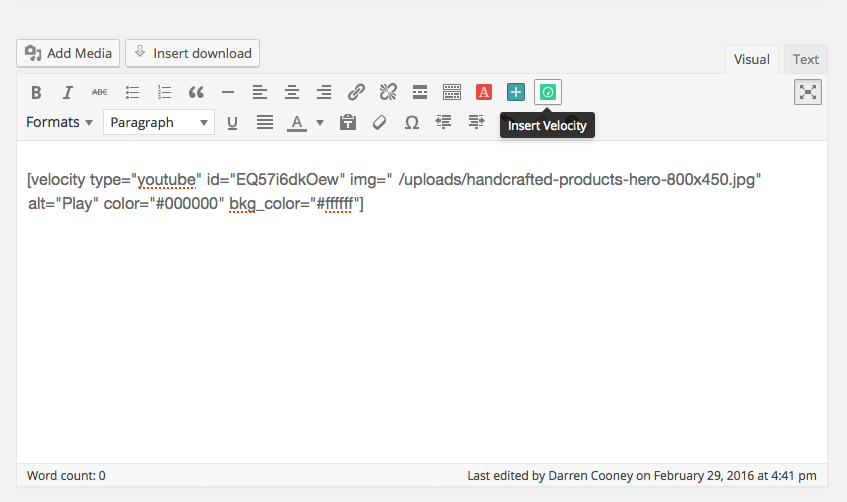 Add Media Insert download
Visual Text
B I ABC A
Formats Paragraph U A Ω
Insert Velocity
[velocity type="youtube" id="EQ57i6dkOew" img=" /uploads/handcrafted-products-hero-800x450.jpg"
alt="Play" color="#000000" bkg_color="#ffffff"]
Word count: 0 Last edited by Darren Cooney on February 29, 2016 at 4:41 pm